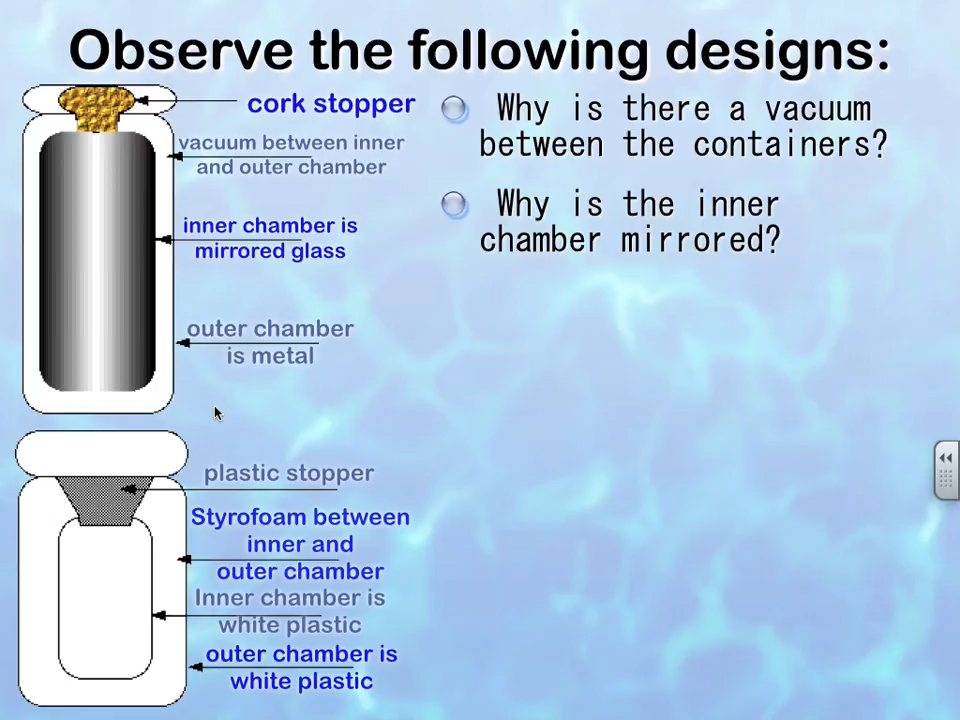 Observe the following designs:
cork stopper
vacuum between inner
and outer chamber
inner chamber is
mirrored glass
outer chamber
is metal
plastic stopper
Styrofoam between
inner and
outer chamber
Inner chamber is
white plastic
outer chamber is
white plastic
Why is there a vacuum
between the containers?
Why is the inner
chamber mirrored?